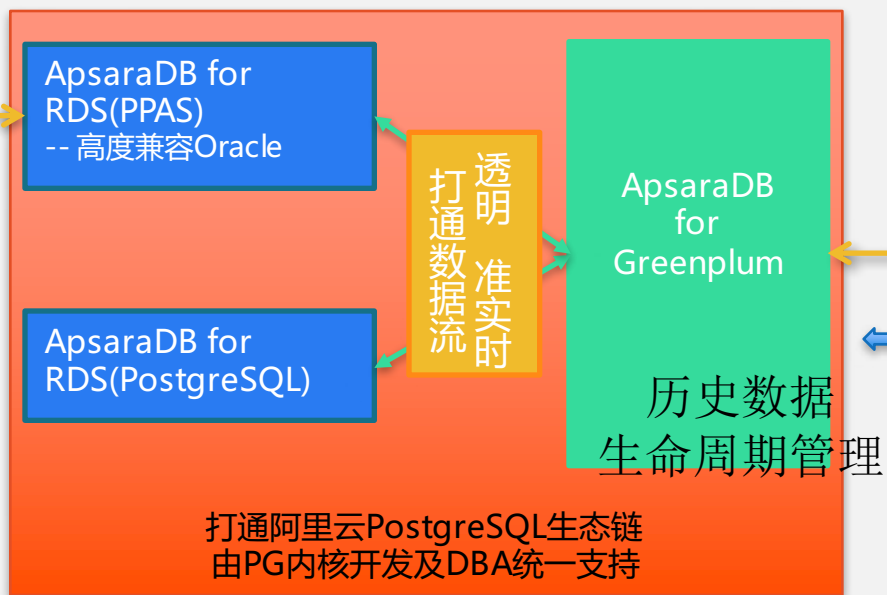 ApsaraDB for
RDS(PPAS)
-- 高度兼容Oracle
透明 准实时
打通数据流
ApsaraDB
for
Greenplum
ApsaraDB for
RDS(PostgreSQL)
历史数据
生命周期管理
打通阿里云PostgreSQL生态链
由PG内核开发及DBA统一支持